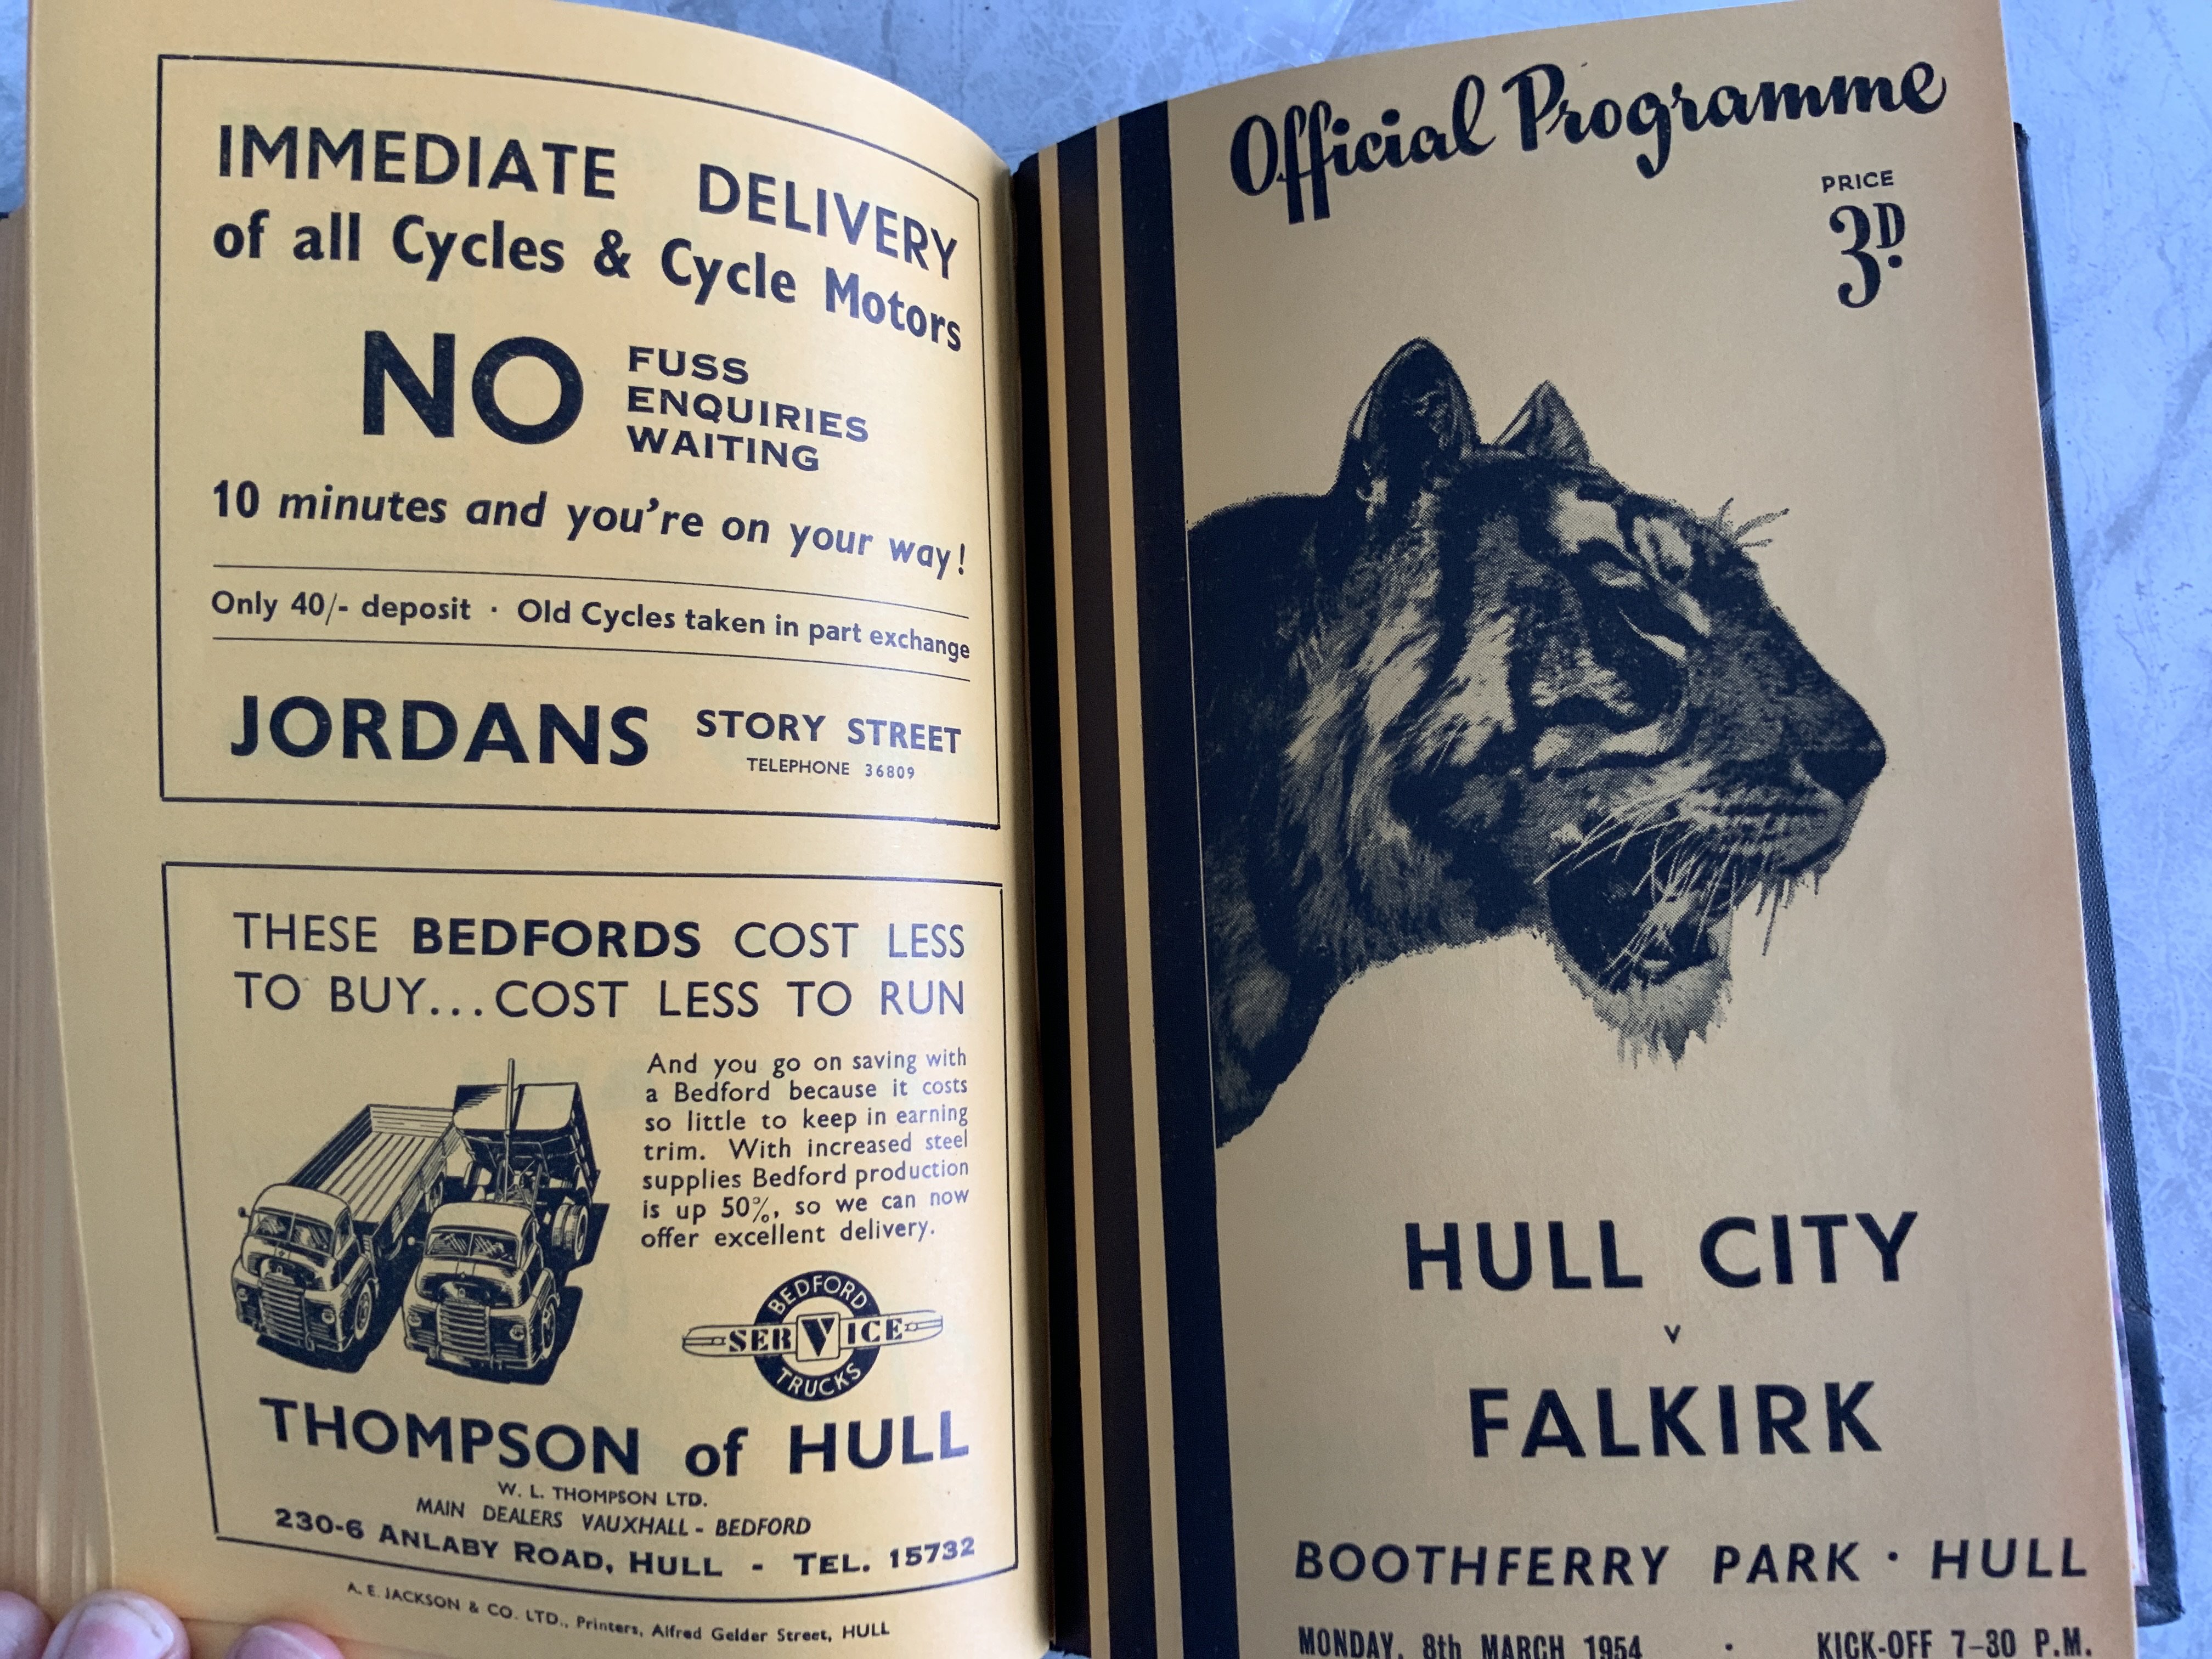 IMMEDIATE DELIVERY
of all Cycles & Cycle Motors
NO FUSS
ENQUIRIES
WAITING
10 minutes and you're on your way!
Only 40/- deposit · Old Cycles taken in part exchange
JORDANS STORY STREET
TELEPHONE 36809
THESE BEDFORDS COST LESS
TO BUY...COST LESS TO RUN
And you go on saving with
a Bedford because it costs
so little to keep in earning
trim. With increased steel
supplies Bedford production
is up 50%, so we can now
offer excellent delivery.
BEDFORD
SERVICE
TRUCKS
THOMPSON of HULL
W. L. THOMPSON LTD.
MAIN DEALERS VAUXHALL - BEDFORD
230-6 ANLABY ROAD, HULL - TEL. 15732
A. E. JACKSON & CO. LTD., Printers, Alfred Gelder Street, HULL
Official Programme
PRICE
3D.
HULL CITY
v
FALKIRK
BOOTHFERRY PARK · HULL
MONDAY, 8th MARCH 1954 · KICK-OFF 7-30 P.M.